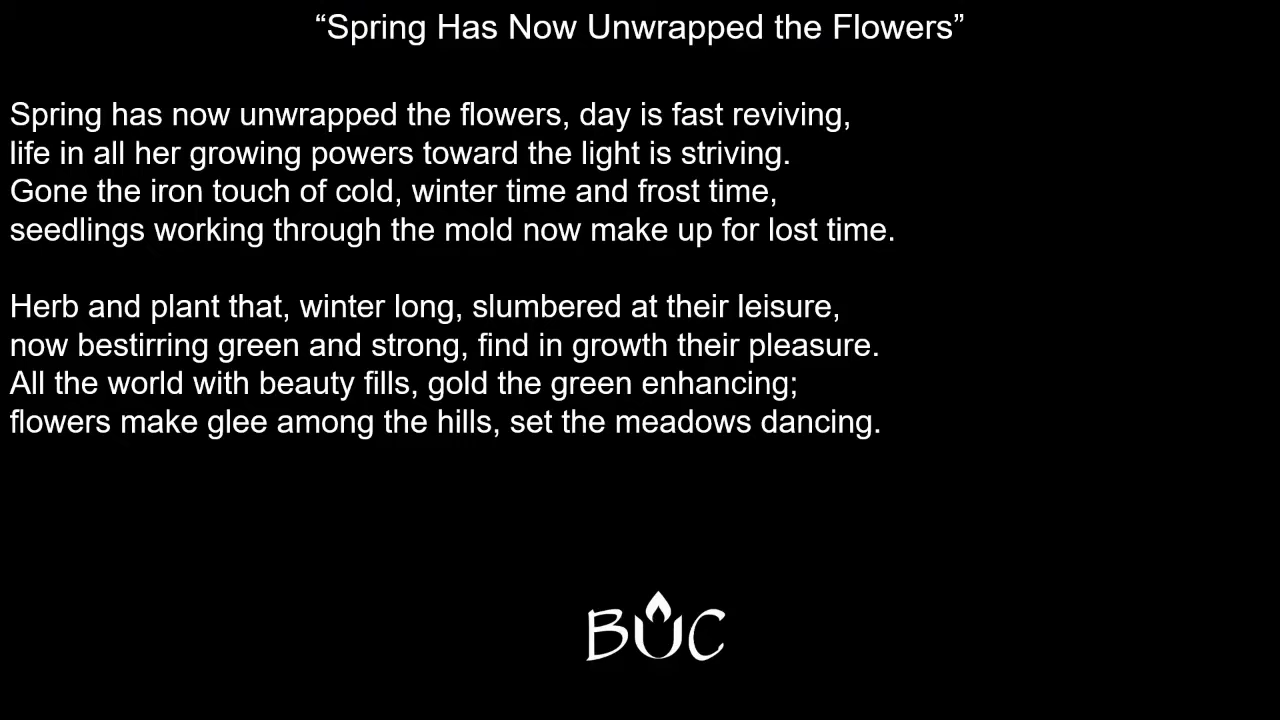 “Spring Has Now Unwrapped the Flowers”
Spring has now unwrapped the flowers, day is fast reviving,
life in all her growing powers toward the light is striving.
Gone the iron touch of cold, winter time and frost time,
seedlings working through the mold now make up for lost time.
Herb and plant that, winter long, slumbered at their leisure,
now bestirring green and strong, find in growth their pleasure.
All the world with beauty fills, gold the green enhancing;
flowers make glee among the hills, set the meadows dancing.
BUC